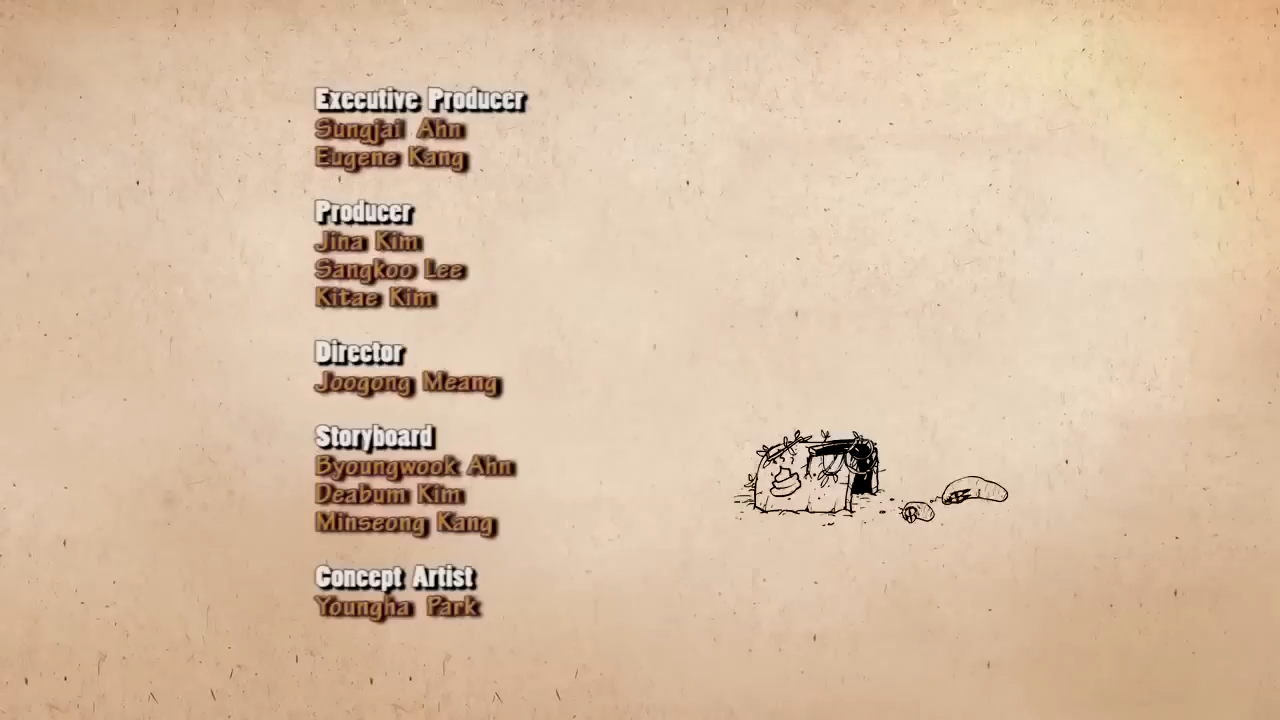 Executive Producer
Sungjai Ahn
Eugene Kang
Producer
Jina Kim
Sangkoo Lee
Kitae Kim
Director
Joogong Meang
Storyboard
Byoungwook Ahn
Deabum Kim
Minseong Kang
Concept Artist
Youngha Park